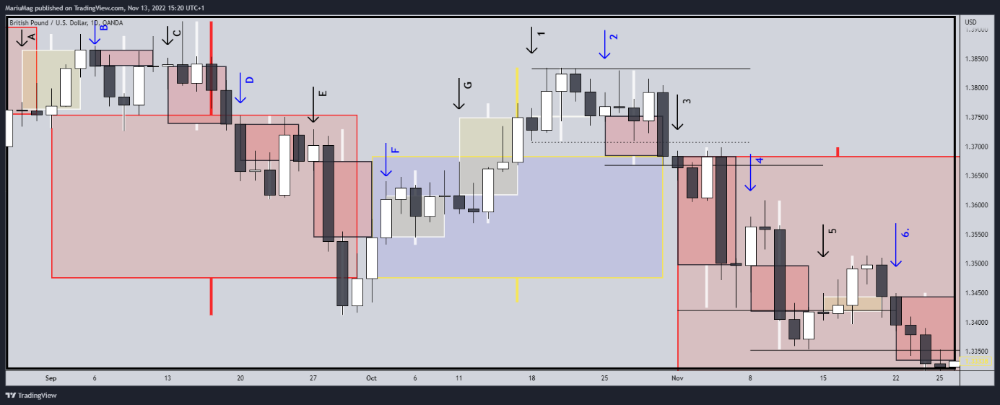 MariuMag published on TradingView.com, Nov 13, 2022 15:20 UTC+1
British Pound / U.S. Dollar, 1D, OANDA
USD
A
B
C
D
E
F
G
1
2
3
4
5
6.
1.39000
1.38500
1.38000
1.37500
1.37000
1.36500
1.36000
1.35500
1.35000
1.34500
1.34000
1.33500
Sep
6
13
20
27
Oct
6
11
18
25
Nov
8
15
22
25
TradingView